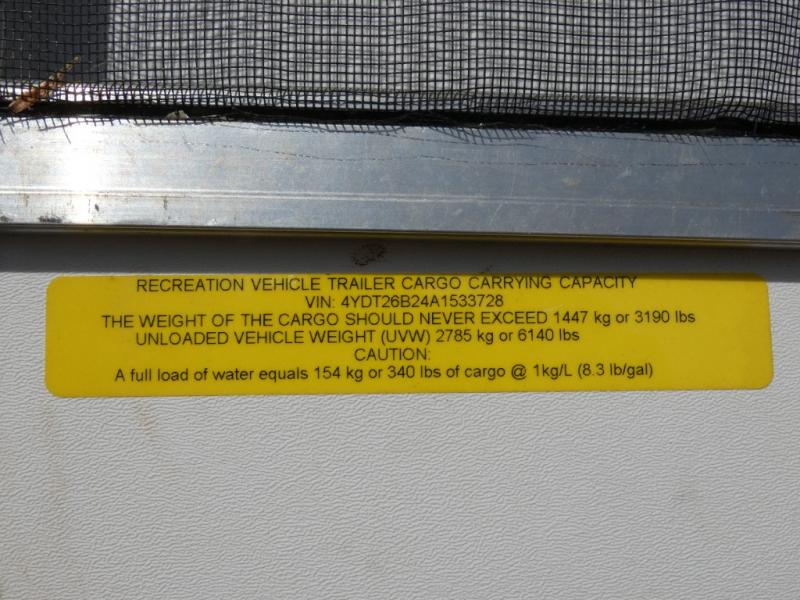 RECREATION VEHICLE TRAILER CARGO CARRYING CAPACITY
VIN: 4YDT26B24A1533728
THE WEIGHT OF THE CARGO SHOULD NEVER EXCEED 1447 kg or 3190 lbs
UNLOADED VEHICLE WEIGHT (UVW) 2785 kg or 6140 lbs
CAUTION:
A full load of water equals 154 kg or 340 lbs of cargo @ 1kg/L (8.3 lb/gal)